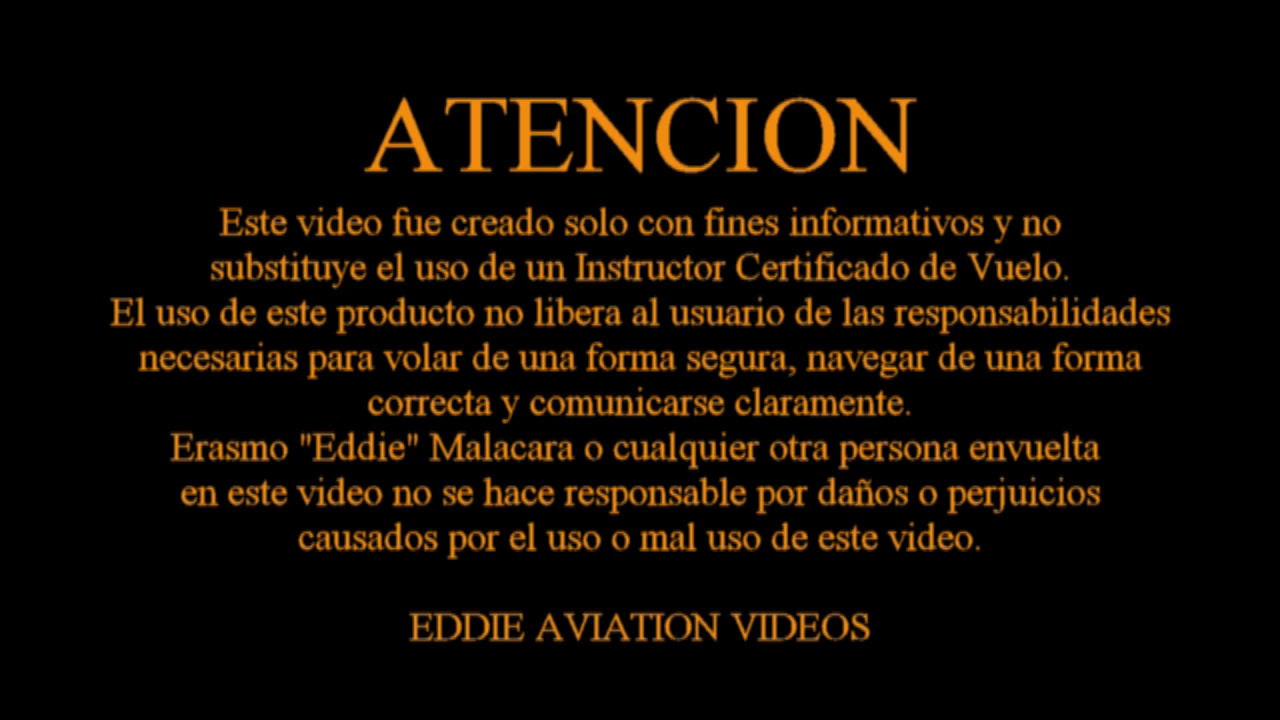 ATENCION
Este video fue creado solo con fines informativos y no
substituye el uso de un Instructor Certificado de Vuelo.
El uso de este producto no libera al usuario de las responsabilidades
necesarias para volar de una forma segura, navegar de una forma
correcta y comunicarse claramente.
Erasmo "Eddie" Malacara o cualquier otra persona envuelta
en este video no se hace responsable por daños o perjuicios
causados por el uso o mal uso de este video.
EDDIE AVIATION VIDEOS